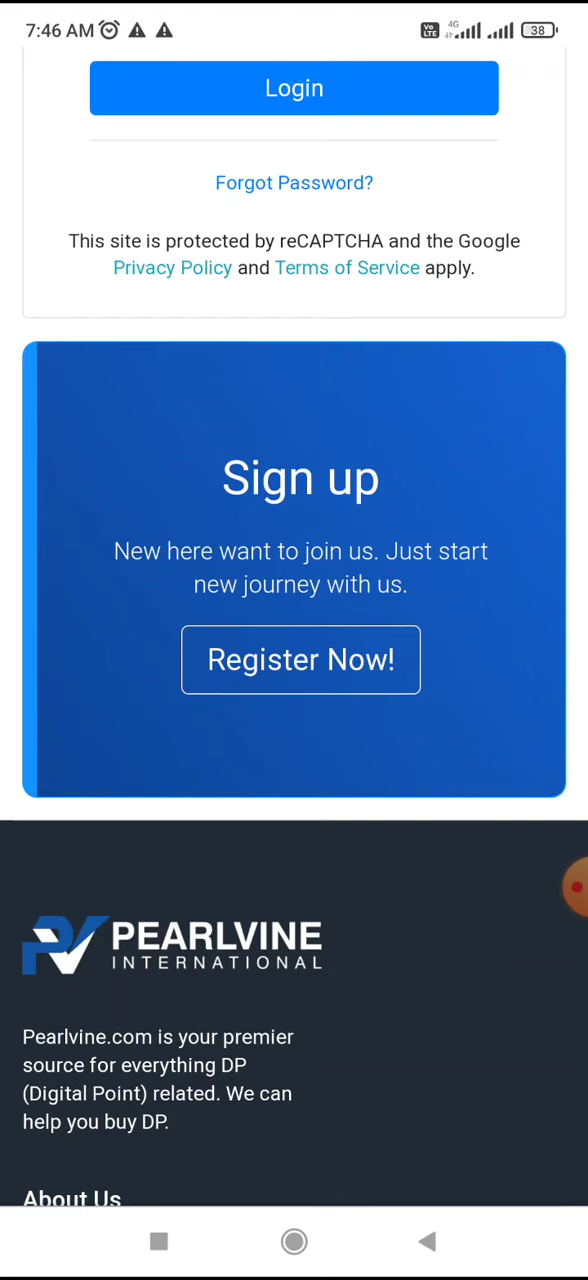 7:46 AM
Vo LTE 4G 38
Login
Forgot Password?
This site is protected by reCAPTCHA and the Google
Privacy Policy and Terms of Service apply.
Sign up
New here want to join us. Just start
new journey with us.
Register Now!
PEARLVINE
INTERNATIONAL
Pearlvine.com is your premier
source for everything DP
(Digital Point) related. We can
help you buy DP.
About Us